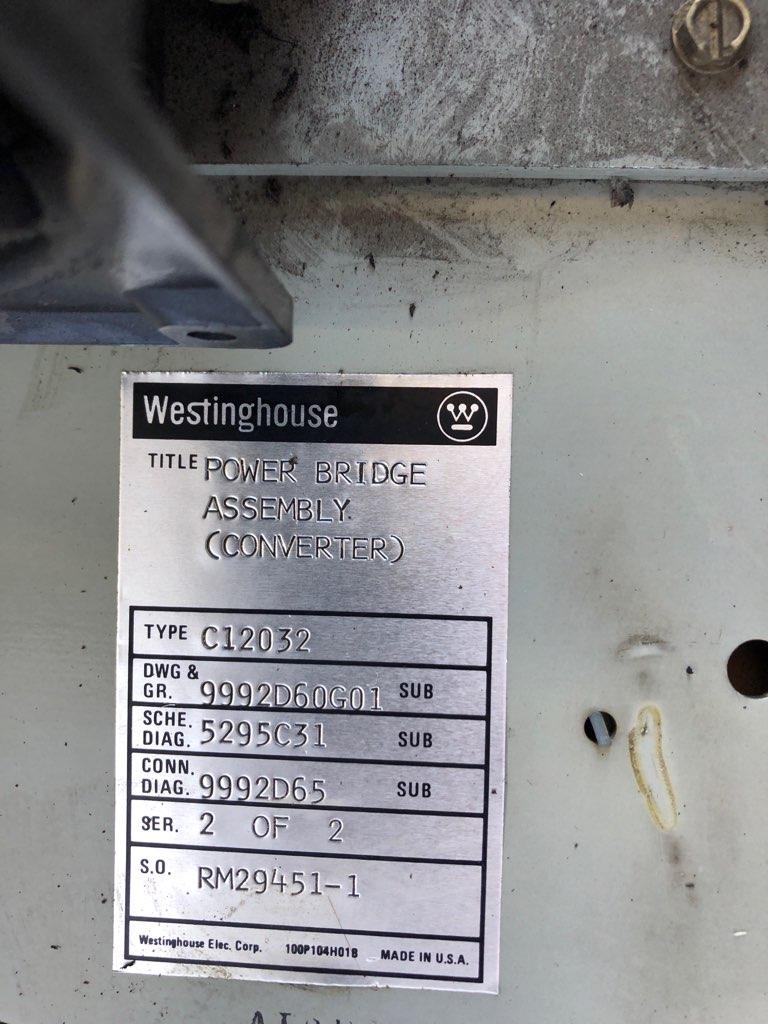 Westinghouse W
TITLE POWER BRIDGE
ASSEMBLY.
(CONVERTER)
TYPE C12032
DWG &
GR. 9992D60G01 SUB
SCHE.
DIAG. 5295C31 SUB
CONN.
DIAG. 9992D65 SUB
SER. 2 OF 2
S.O. RM29451-1
Westinghouse Elec. Corp. 100P104H01B MADE IN U.S.A.